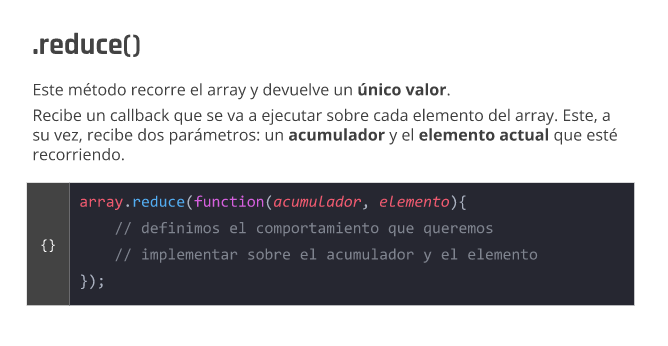 .reduce()
Este método recorre el array y devuelve un único valor.
Recibe un callback que se va a ejecutar sobre cada elemento del array. Este, a
su vez, recibe dos parámetros: un acumulador y el elemento actual que esté
recorriendo.
{}
array.reduce(function(acumulador, elemento){
    // definimos el comportamiento que queremos
    // implementar sobre el acumulador y el elemento
});